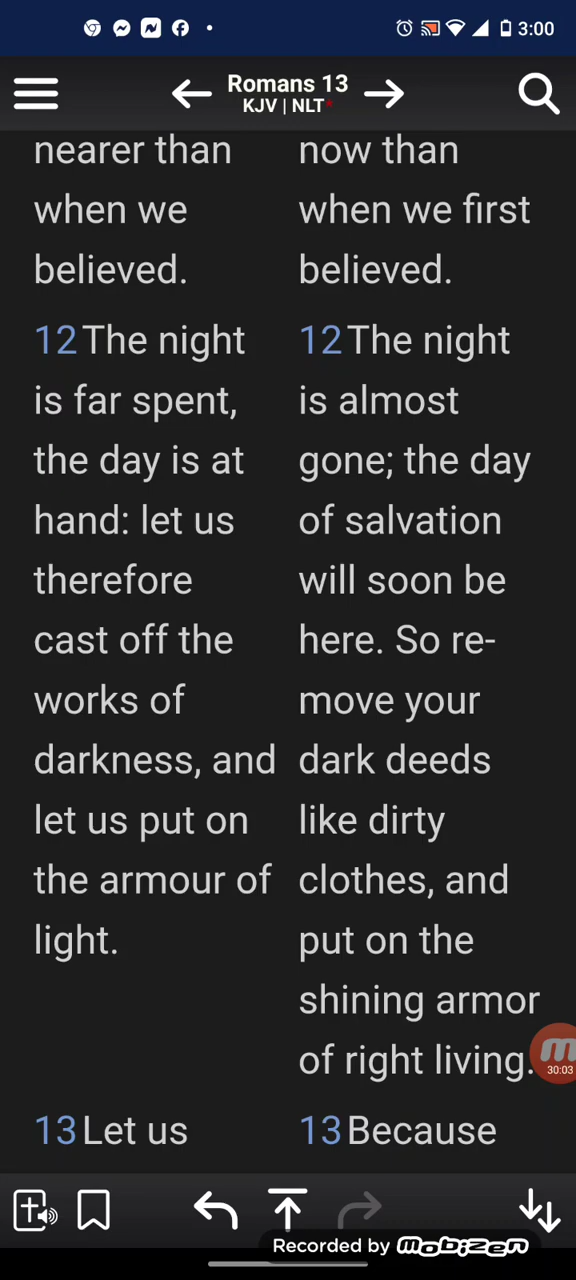 3:00
Romans 13
KJV | NLT*
nearer than
when we
believed.
12 The night
is far spent,
the day is at
hand: let us
therefore
cast off the
works of
darkness, and
let us put on
the armour of
light.
13 Let us
now than
when we first
believed.
12 The night
is almost
gone; the day
of salvation
will soon be
here. So re-
move your
dark deeds
like dirty
clothes, and
put on the
shining armor
of right living.
13 Because
30:03
Recorded by mobizen